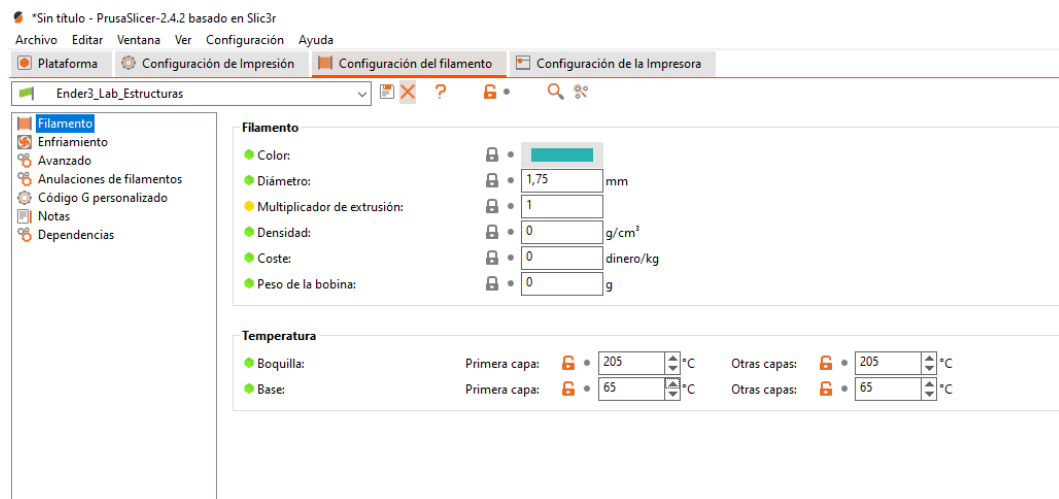 *Sin título - PrusaSlicer-2.4.2 basado en Slic3r
Archivo Editar Ventana Ver Configuración Ayuda
Plataforma Configuración de Impresión Configuración del filamento Configuración de la Impresora
Ender3_Lab_Estructuras ?
Filamento
Enfriamiento
Avanzado
Anulaciones de filamentos
Código G personalizado
Notas
Dependencias
Filamento
Color:
Diámetro: 1,75 mm
Multiplicador de extrusión: 1
Densidad: 0 g/cm³
Coste: 0 dinero/kg
Peso de la bobina: 0 g
Temperatura
Boquilla: Primera capa: 205 °C Otras capas: 205 °C
Base: Primera capa: 65 °C Otras capas: 65 °C